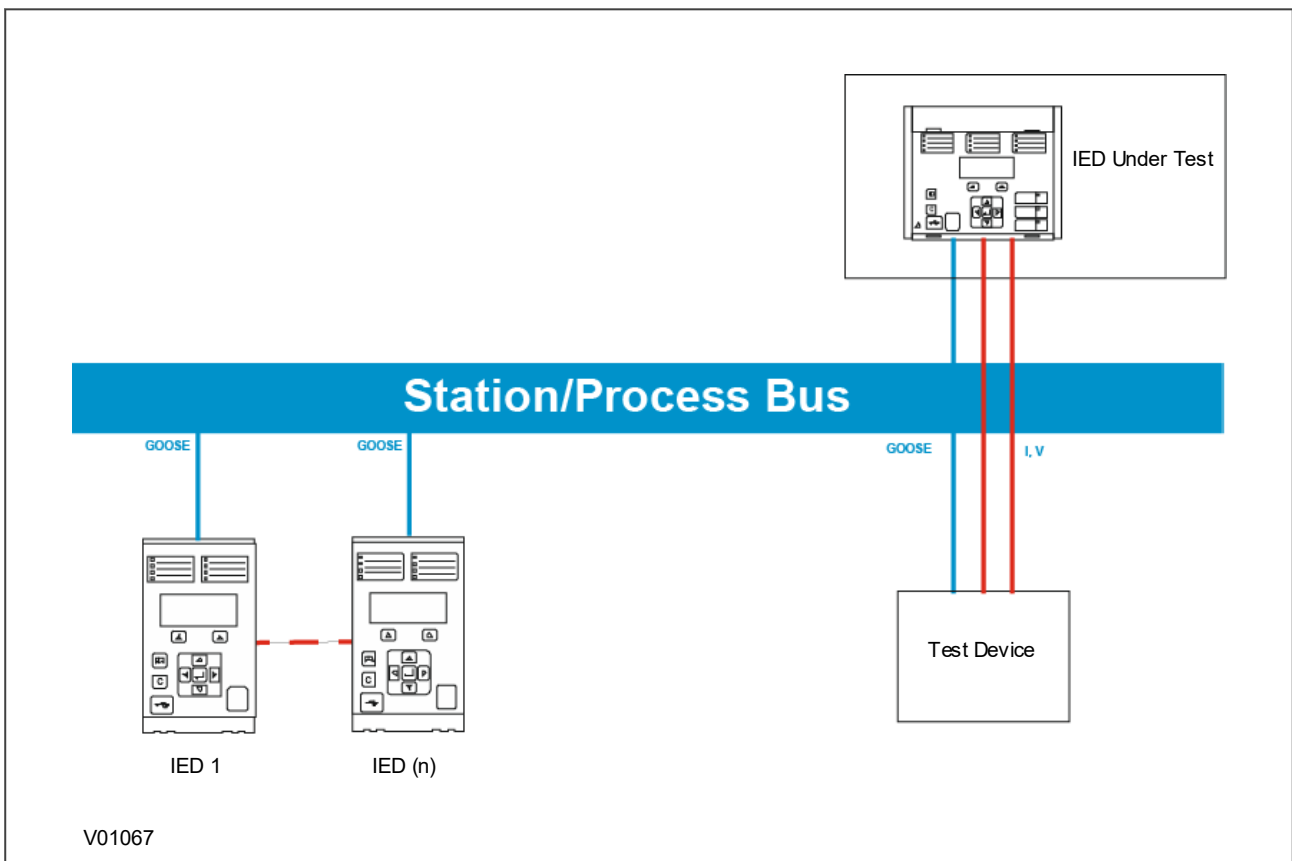 IED Under Test
Station/Process Bus
GOOSE
GOOSE
GOOSE
I, V
C
C
Test Device
IED 1
IED (n)
V01067